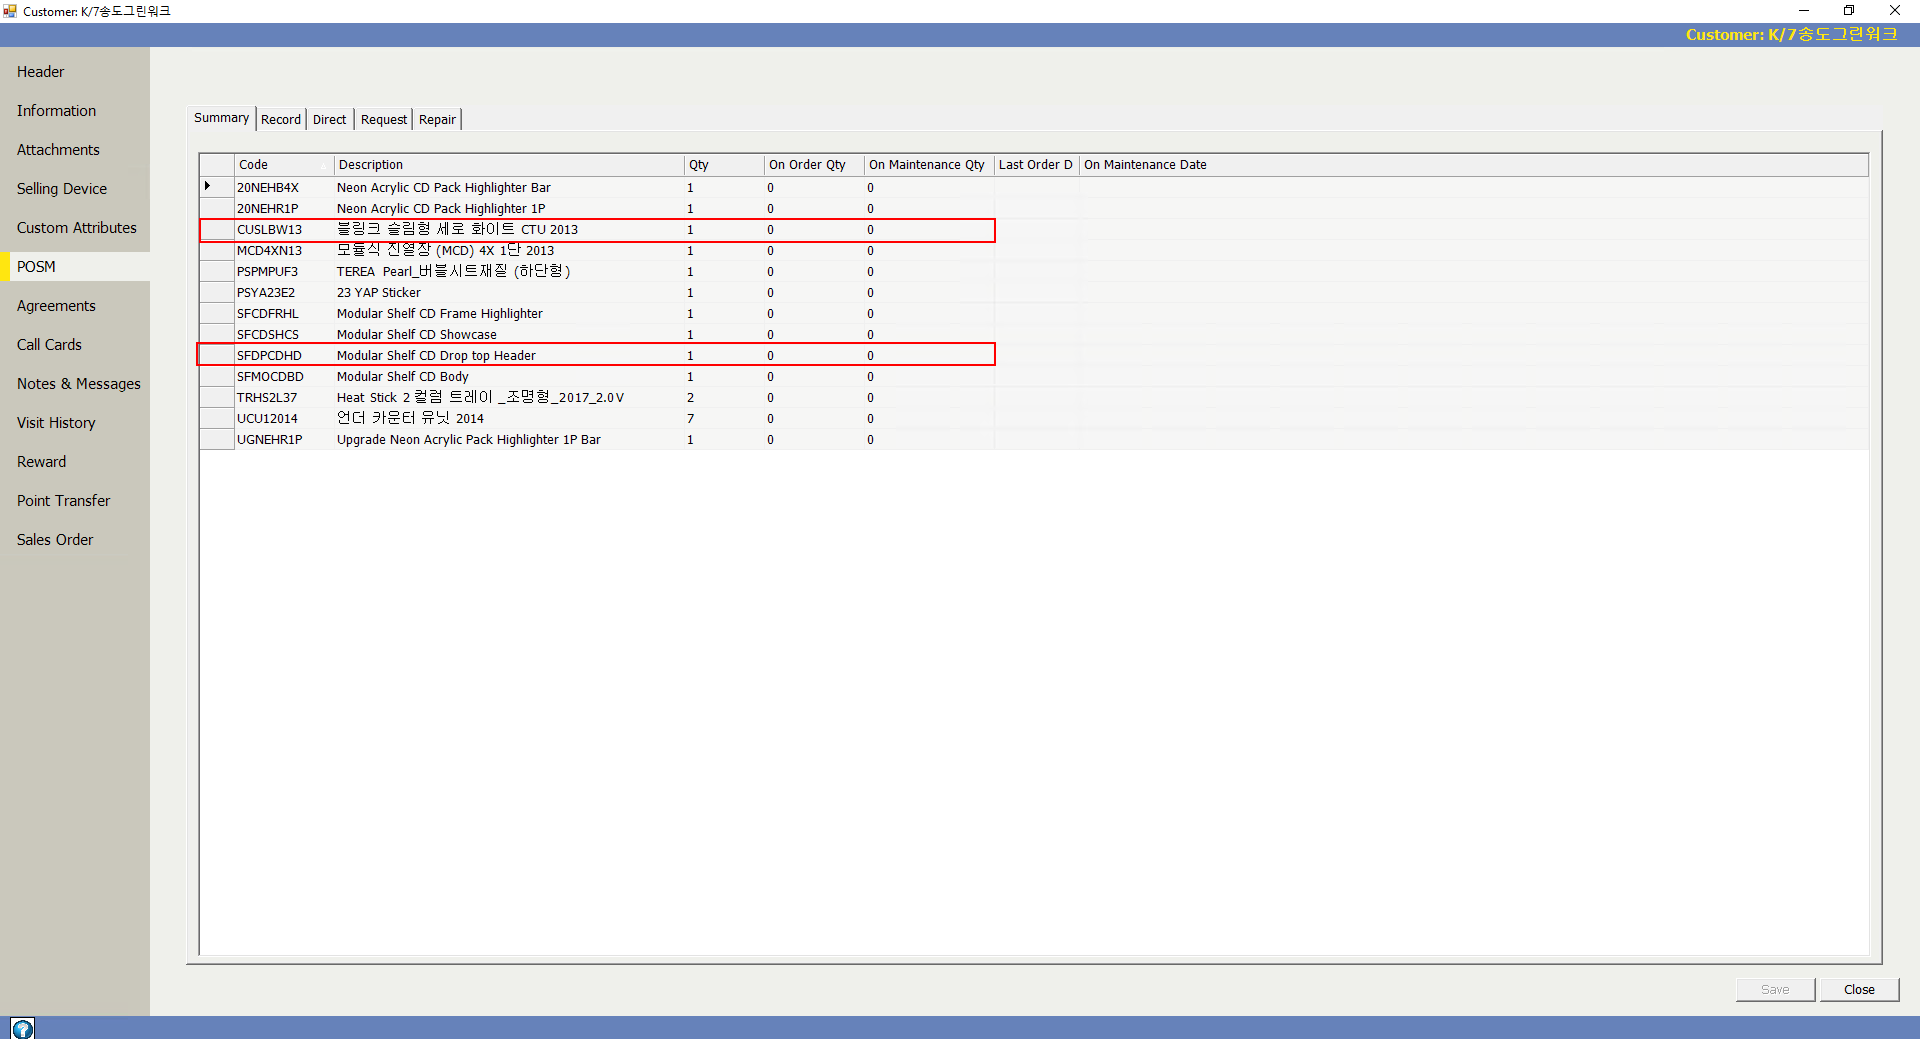 Customer: K/7송도그린워크
Customer: K/7송도그린워크
Header
Information
Attachments
Selling Device
Custom Attributes
POSM
Agreements
Call Cards
Notes & Messages
Visit History
Reward
Point Transfer
Sales Order
Summary Record Direct Request Repair
Code Description Qty On Order Qty On Maintenance Qty Last Order D On Maintenance Date
20NEHB4X Neon Acrylic CD Pack Highlighter Bar 1 0 0
20NEHR1P Neon Acrylic CD Pack Highlighter 1P 1 0 0
CUSLBW13 블링크 슬림형 세로 화이트 CTU 2013 1 0 0
MCD4XN13 모듈식 진열장 (MCD) 4X 1단 2013 1 0 0
PSPMPUF3 TEREA Pearl_버블시트재질 (하단형) 1 0 0
PSYA23E2 23 YAP Sticker 1 0 0
SFCDFRHL Modular Shelf CD Frame Highlighter 1 0 0
SFCDSHCS Modular Shelf CD Showcase 1 0 0
SFDPCDHD Modular Shelf CD Drop top Header 1 0 0
SFMOCDBD Modular Shelf CD Body 1 0 0
TRHS2L37 Heat Stick 2 컬럼 트레이 _조명형_2017_2.0V 2 0 0
UCU12014 언더 카운터 유닛 2014 7 0 0
UGNEHR1P Upgrade Neon Acrylic Pack Highlighter 1P Bar 1 0 0
Save Close